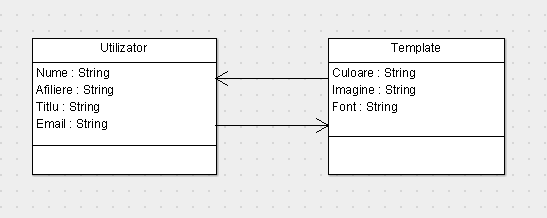 Utilizator
Nume : String
Afiliere : String
Titlu : String
Email : String
Template
Culoare : String
Imagine : String
Font : String